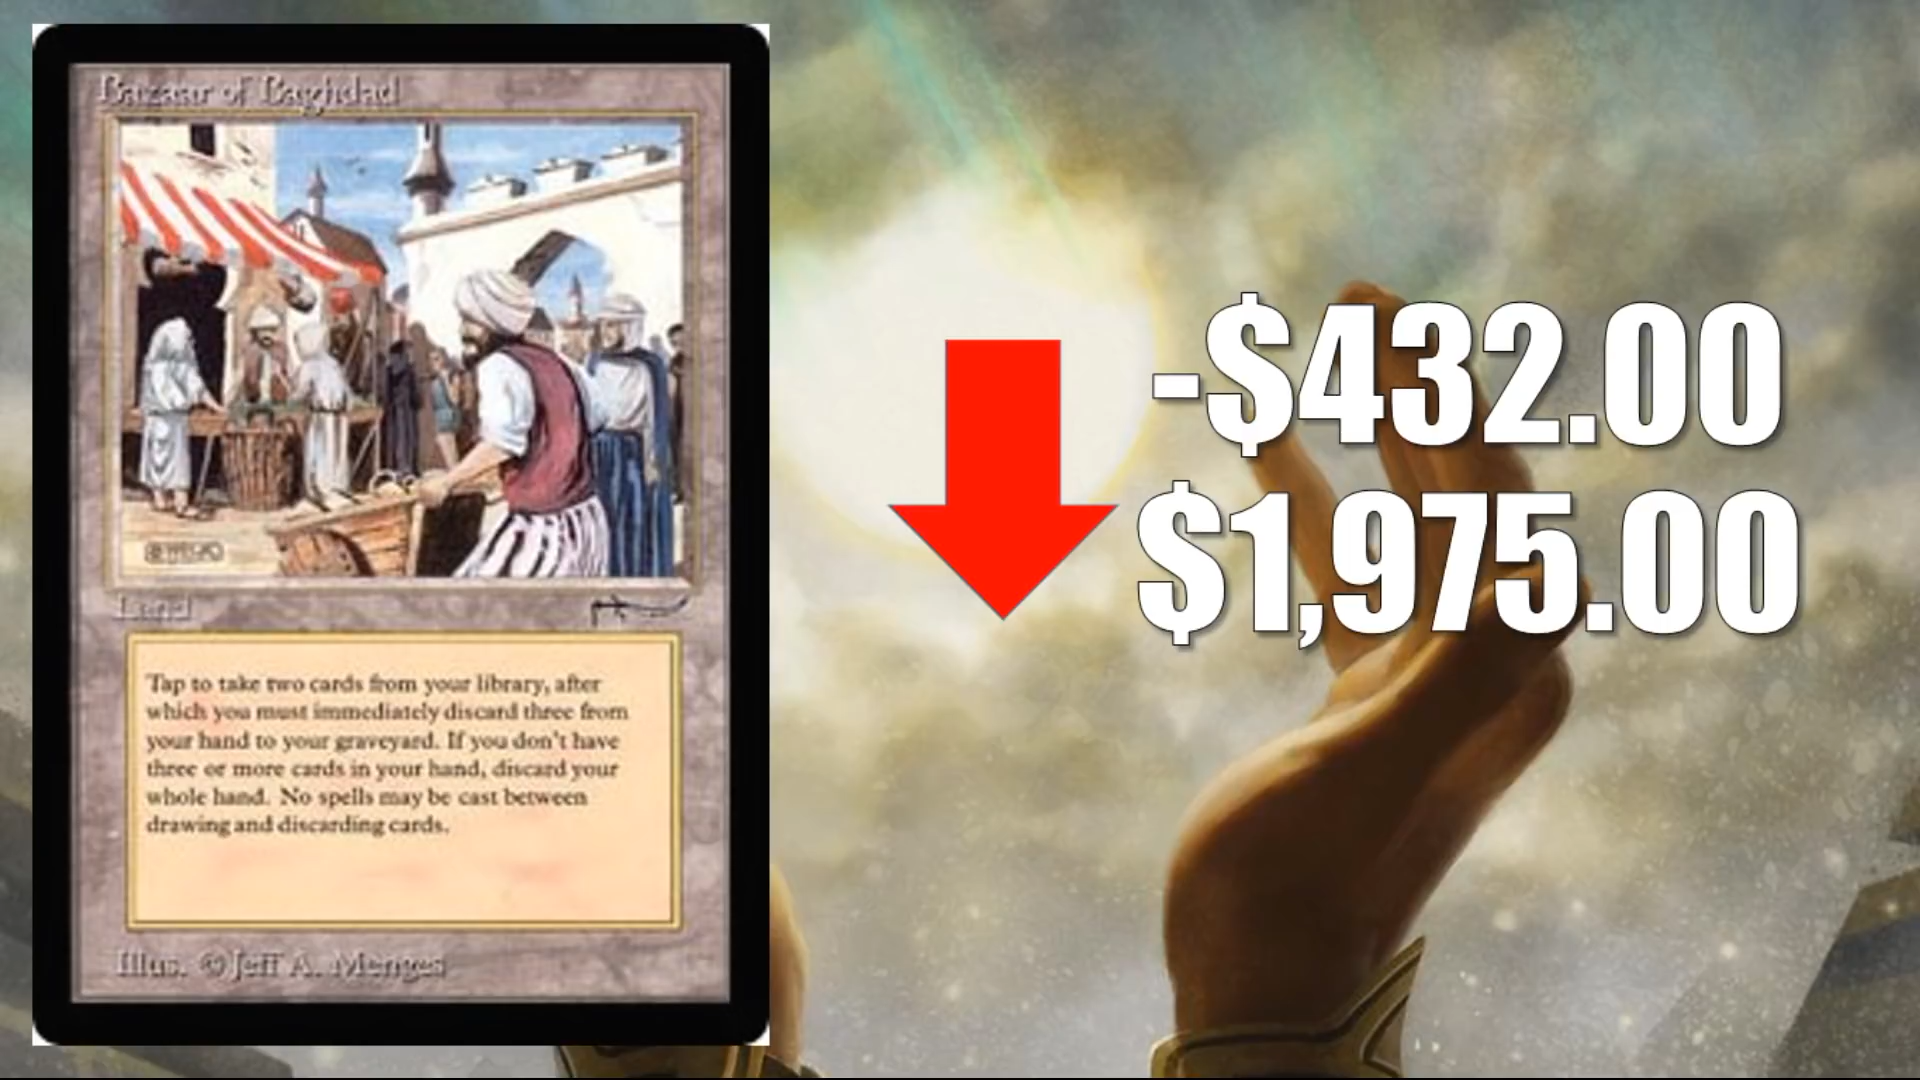 Bazaar of Baghdad
Land
Tap to take two cards from your library, after
which you must immediately discard three from
your hand to your graveyard. If you don't have
three or more cards in your hand, discard your
whole hand. No spells may be cast between
drawing and discarding cards.
Illus. © Jeff A. Menges
-$432.00
$1,975.00